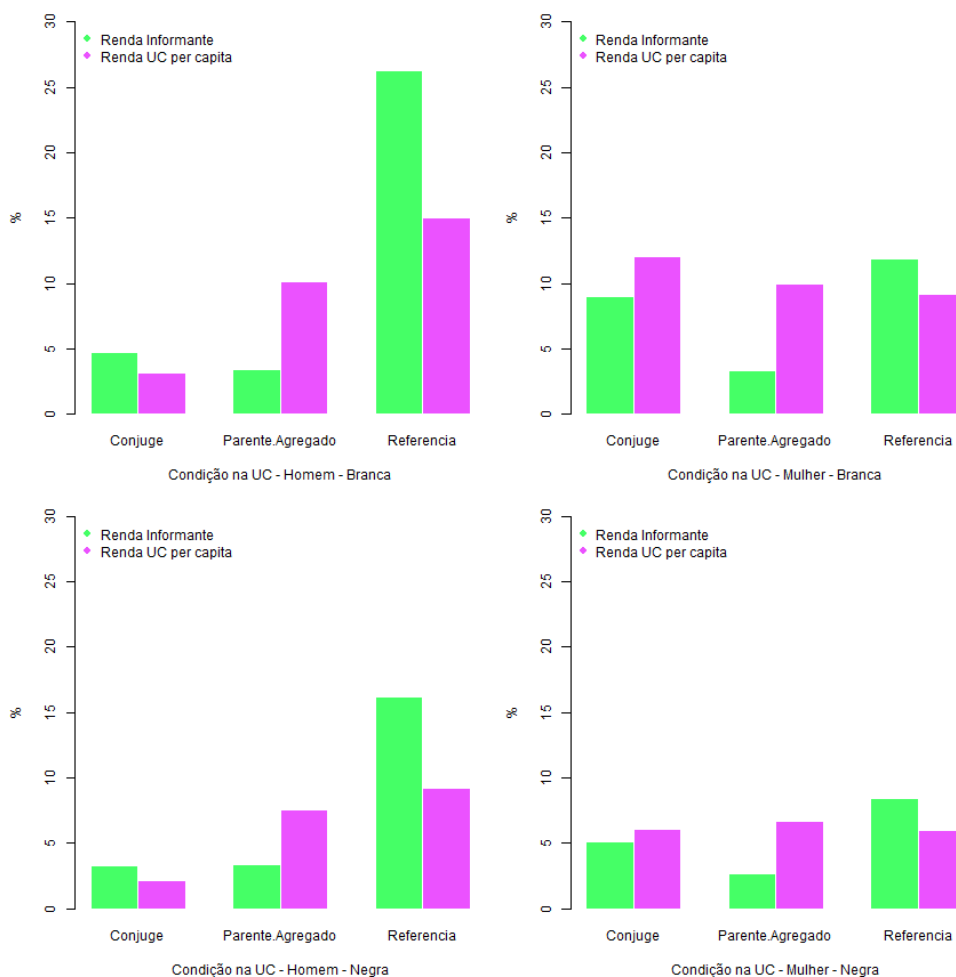 30
25
20
15
10
5
0
%
Renda Informante
Renda UC per capita
Conjuge Parente.Agregado Referencia
Condição na UC - Homem - Branca
30
25
20
15
10
5
0
%
Renda Informante
Renda UC per capita
Conjuge Parente.Agregado Referencia
Condição na UC - Mulher - Branca
30
25
20
15
10
5
0
%
Renda Informante
Renda UC per capita
Conjuge Parente.Agregado Referencia
Condição na UC - Homem - Negra
30
25
20
15
10
5
0
%
Renda Informante
Renda UC per capita
Conjuge Parente.Agregado Referencia
Condição na UC - Mulher - Negra